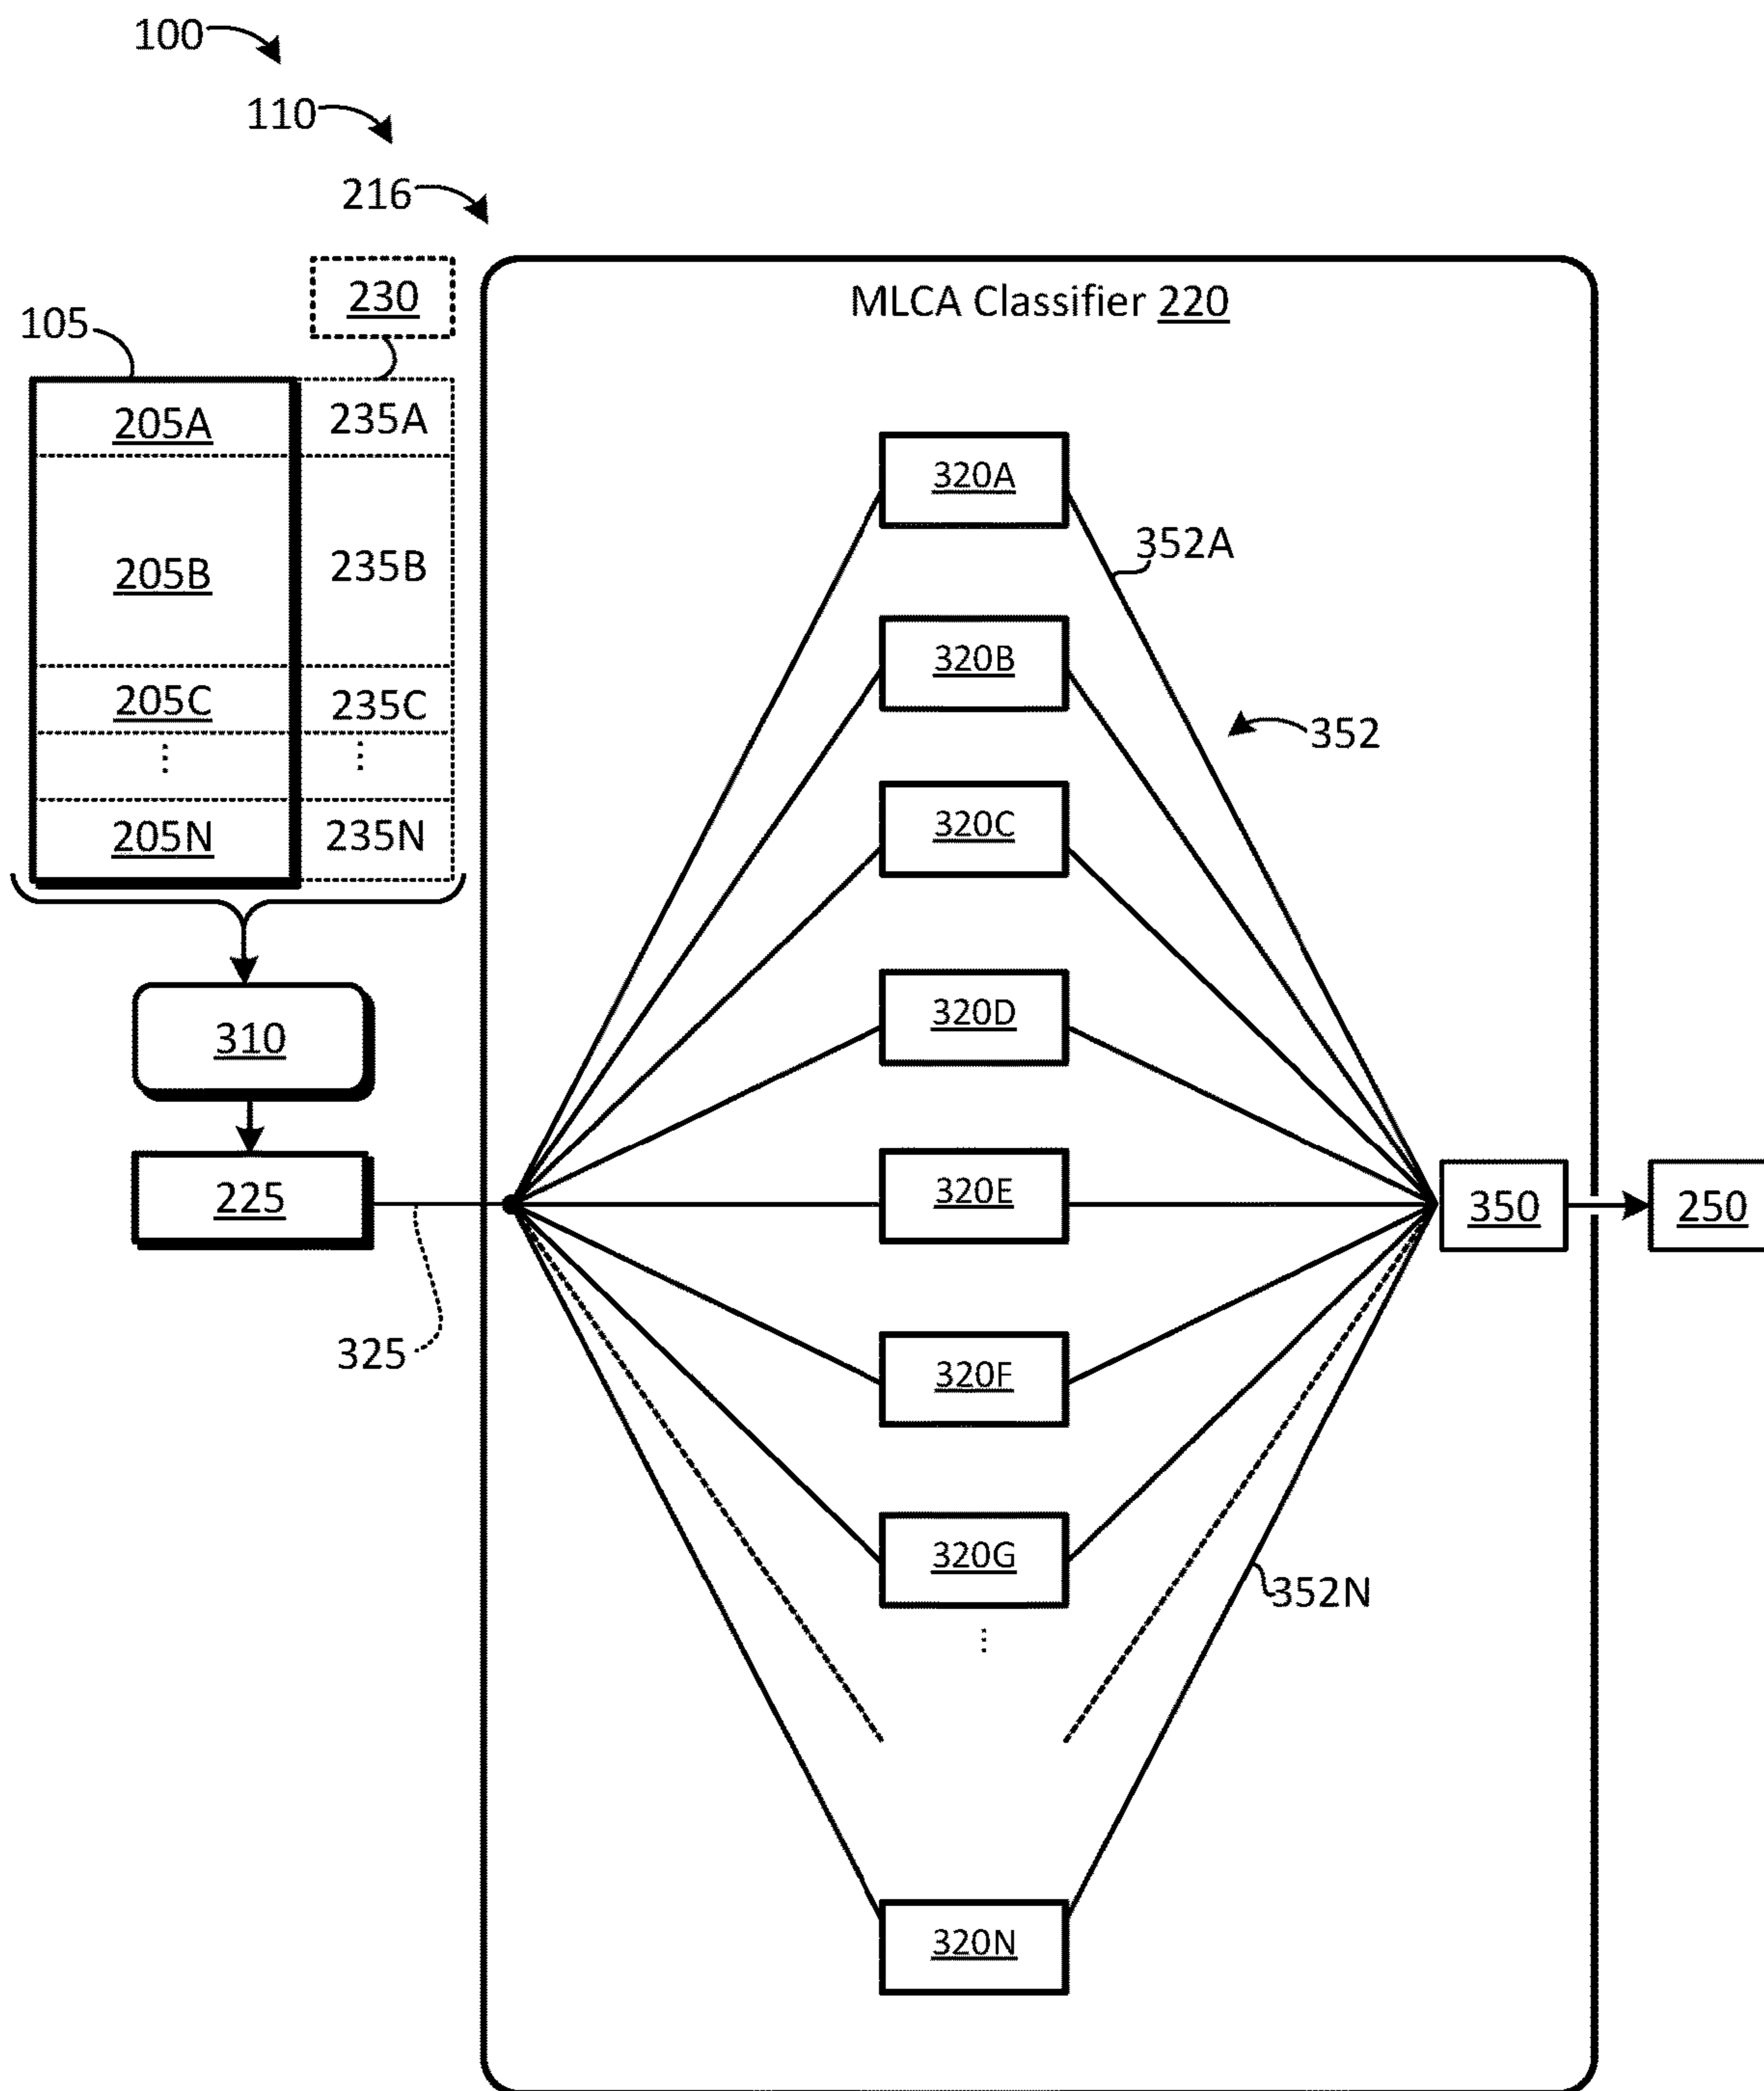 100
110
216
230
MLCA Classifier 220
105
205A 235A
320A
352A
205B 235B
320B
205C 235C
352
⋮ ⋮
320C
205N 235N
320D
310
320E
225
350
250
325
320F
320G
352N
⋮
320N